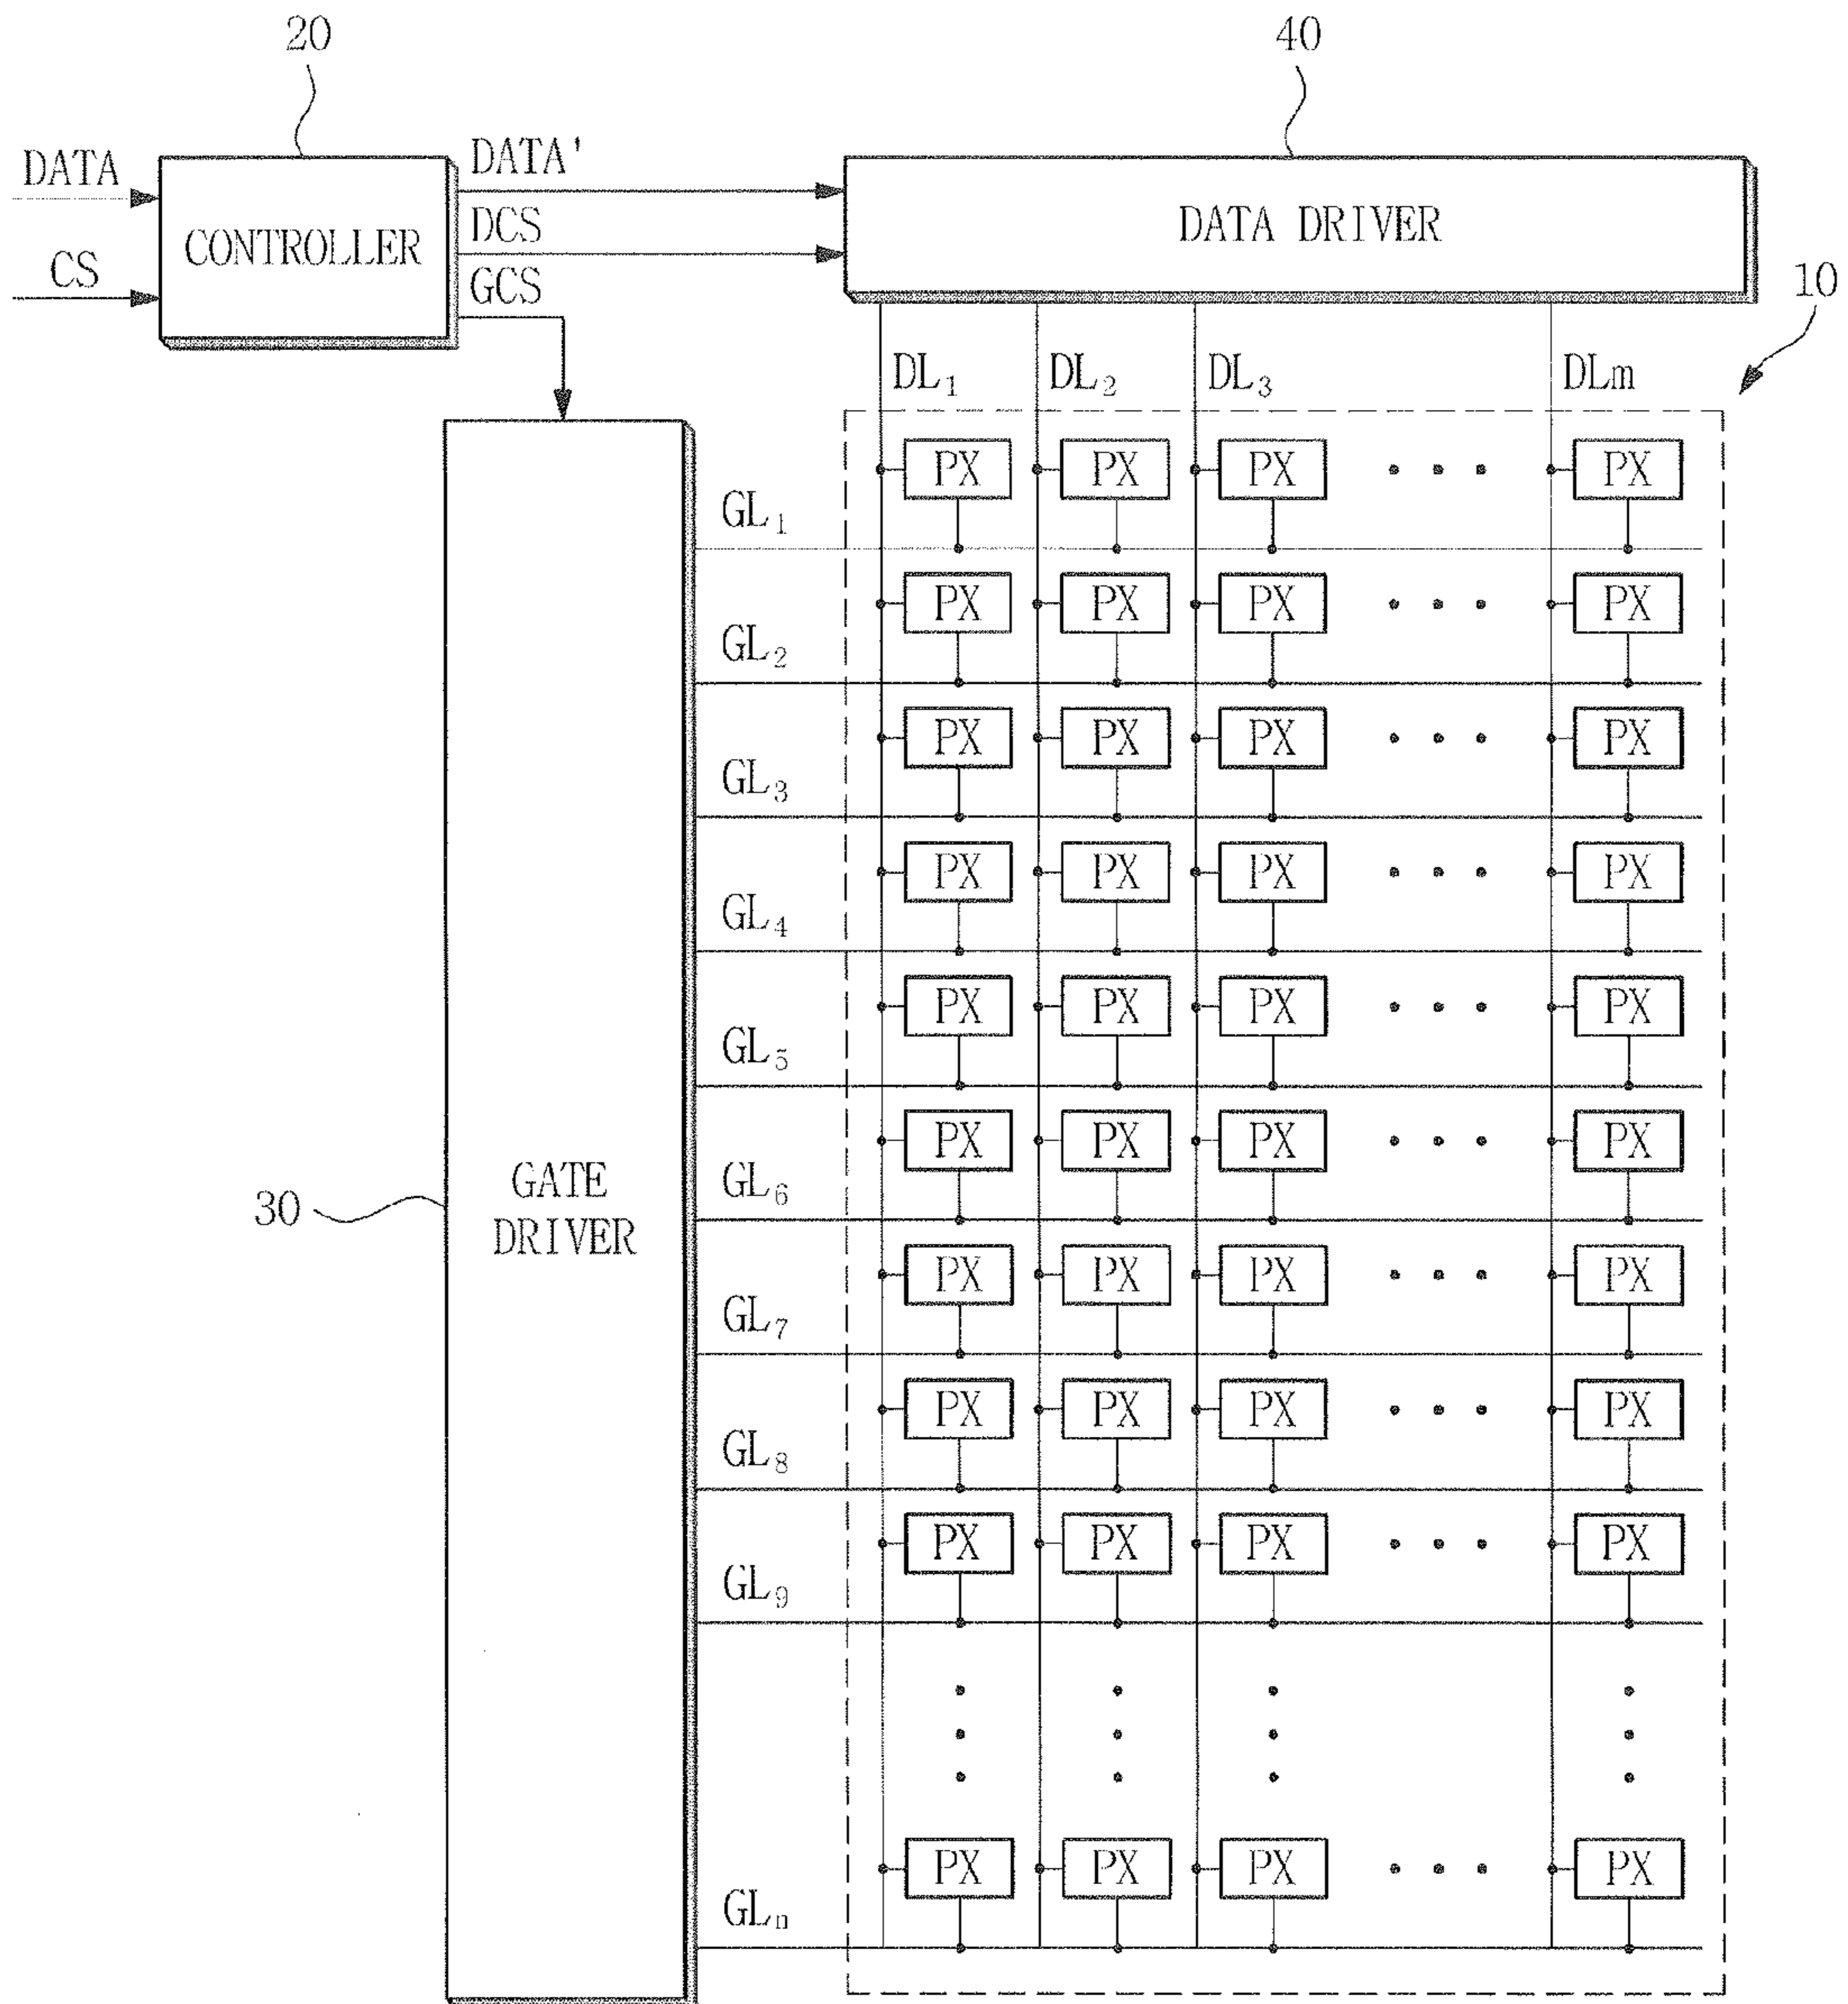 20 40
DATA CONTROLLER DATA' DATA DRIVER
CS DCS
GCS
10
DL₁ DL₂ DL₃ DLm
PX PX PX • • • PX
GL₁
PX PX PX • • • PX
GL₂
PX PX PX • • • PX
GL₃
PX PX PX • • • PX
GL₄
PX PX PX • • • PX
GL₅
PX PX PX • • • PX
GL₆
30 GATE
DRIVER
PX PX PX • • • PX
GL₇
PX PX PX • • • PX
GL₈
PX PX PX • • • PX
GL₉
PX PX PX • • • PX
GLₙ